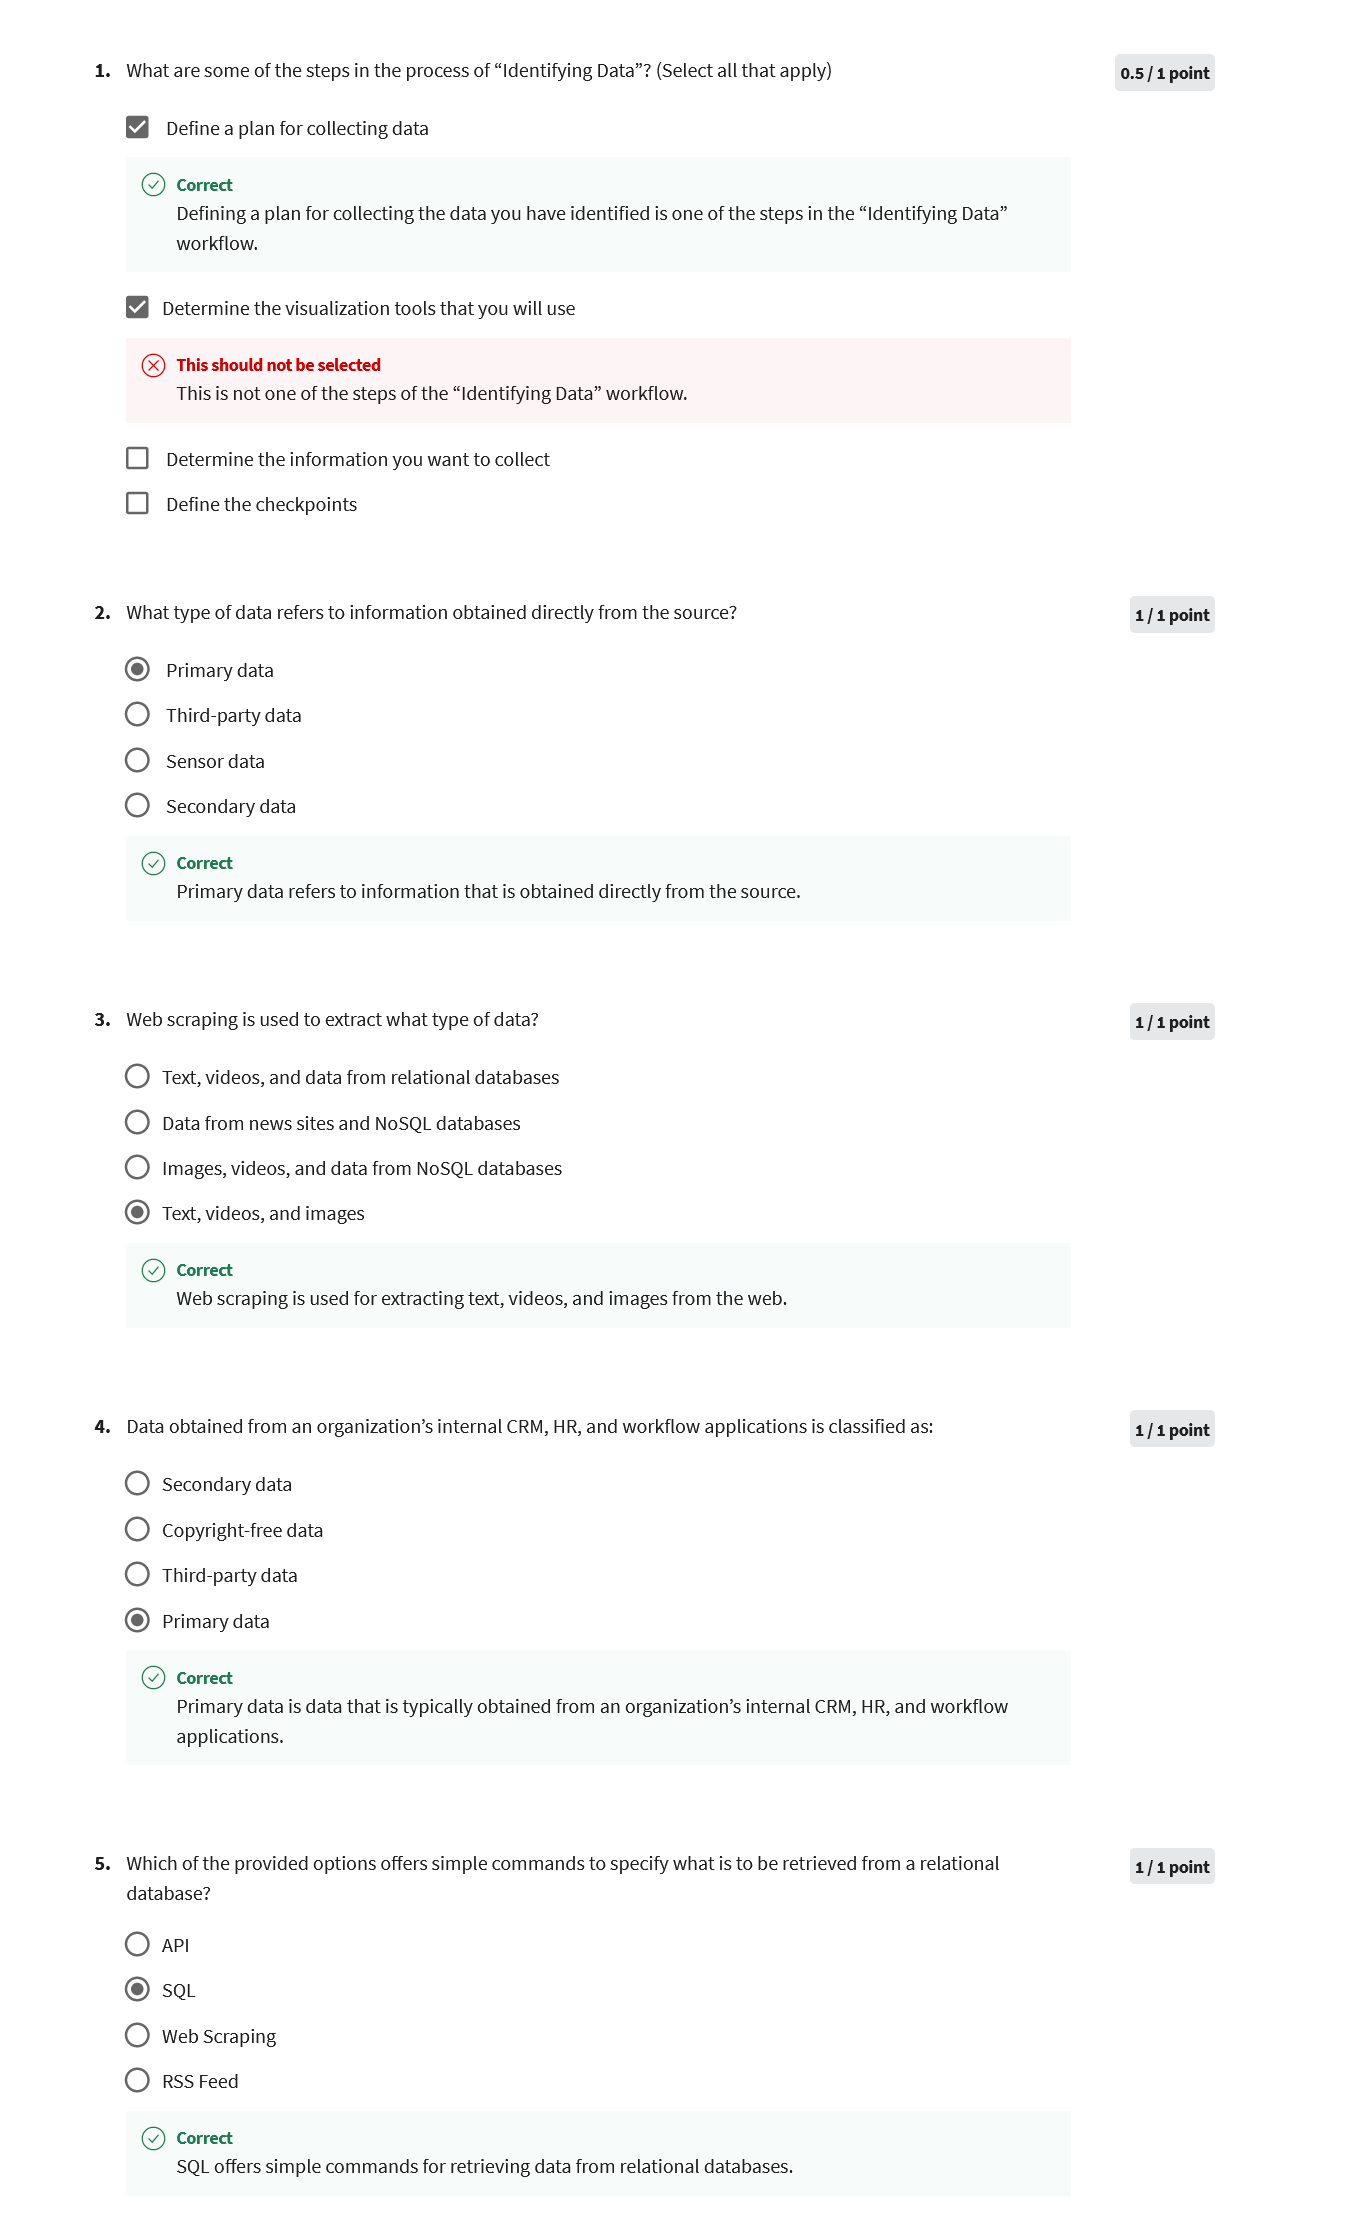 1. What are some of the steps in the process of “Identifying Data”? (Select all that apply)
0.5 / 1 point
Define a plan for collecting data
Correct
Defining a plan for collecting the data you have identified is one of the steps in the “Identifying Data”
workflow.
Determine the visualization tools that you will use
This should not be selected
This is not one of the steps of the “Identifying Data” workflow.
Determine the information you want to collect
Define the checkpoints
2. What type of data refers to information obtained directly from the source?
1 / 1 point
Primary data
Third-party data
Sensor data
Secondary data
Correct
Primary data refers to information that is obtained directly from the source.
3. Web scraping is used to extract what type of data?
1 / 1 point
Text, videos, and data from relational databases
Data from news sites and NoSQL databases
Images, videos, and data from NoSQL databases
Text, videos, and images
Correct
Web scraping is used for extracting text, videos, and images from the web.
4. Data obtained from an organization’s internal CRM, HR, and workflow applications is classified as:
1 / 1 point
Secondary data
Copyright-free data
Third-party data
Primary data
Correct
Primary data is data that is typically obtained from an organization’s internal CRM, HR, and workflow
applications.
5. Which of the provided options offers simple commands to specify what is to be retrieved from a relational
database?
1 / 1 point
API
SQL
Web Scraping
RSS Feed
Correct
SQL offers simple commands for retrieving data from relational databases.